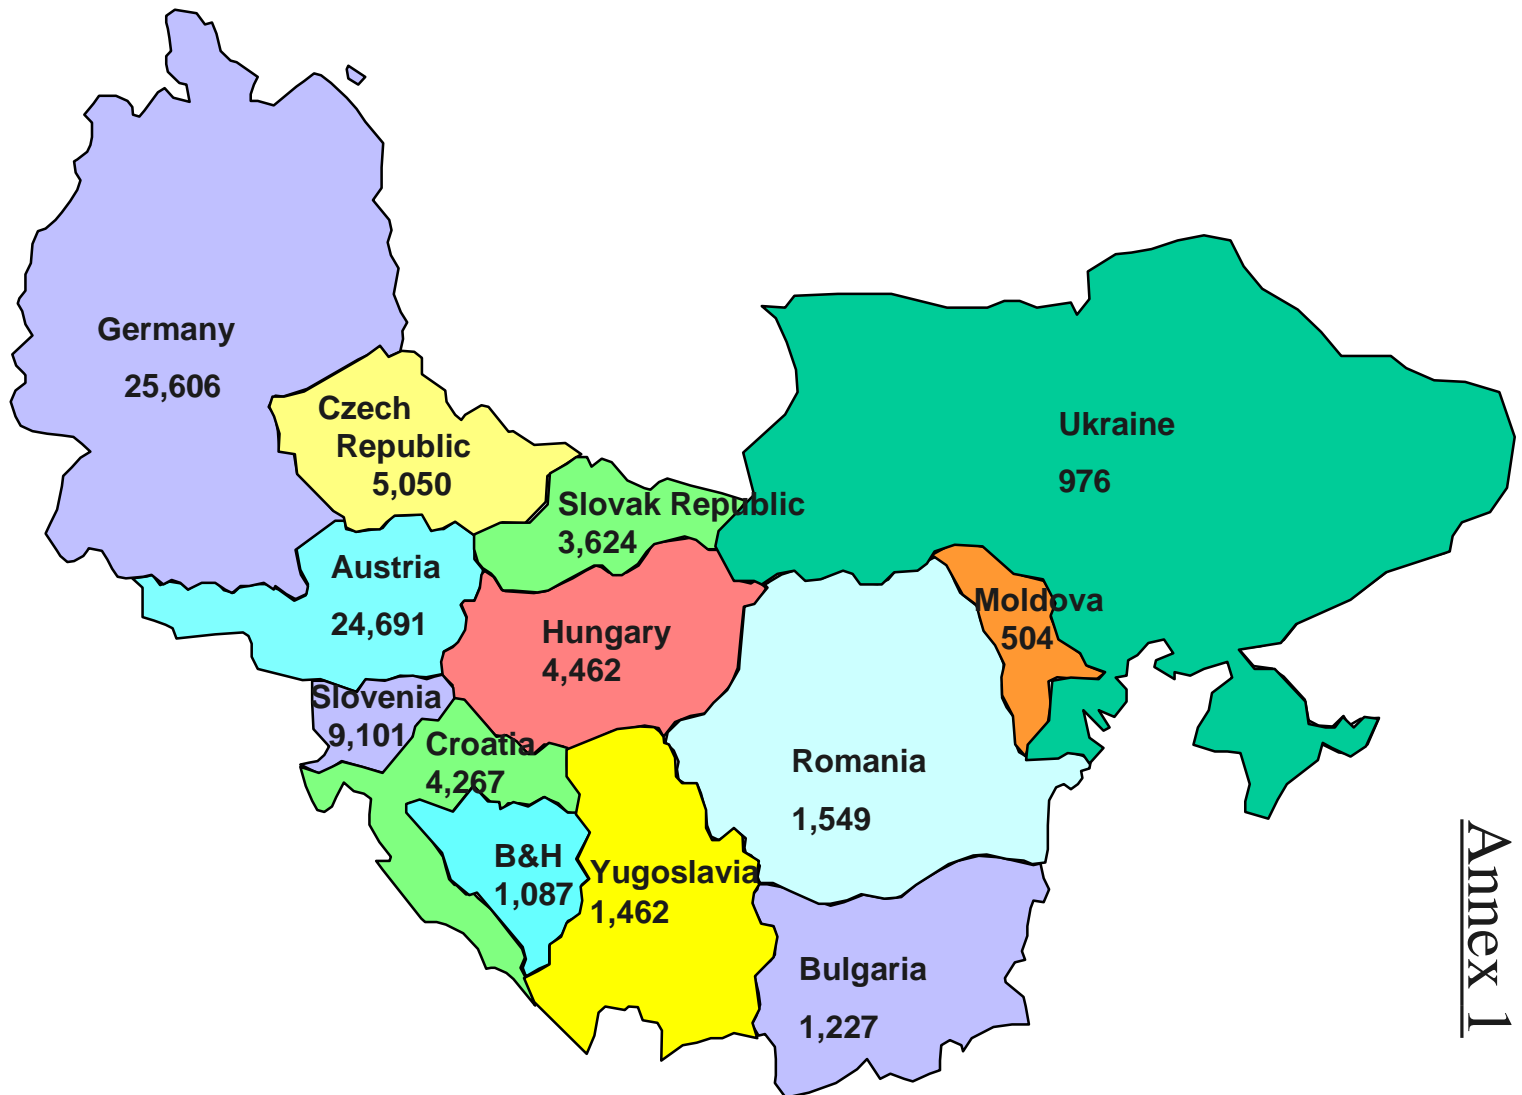 Germany
25,606
Czech
Republic
5,050
Ukraine
976
Slovak Republic
3,624
Austria
24,691
Moldova
504
Hungary
4,462
Slovenia
9,101
Croatia
4,267
Romania
1,549
B&H
1,087
Yugoslavia
1,462
Bulgaria
1,227
Annex 1